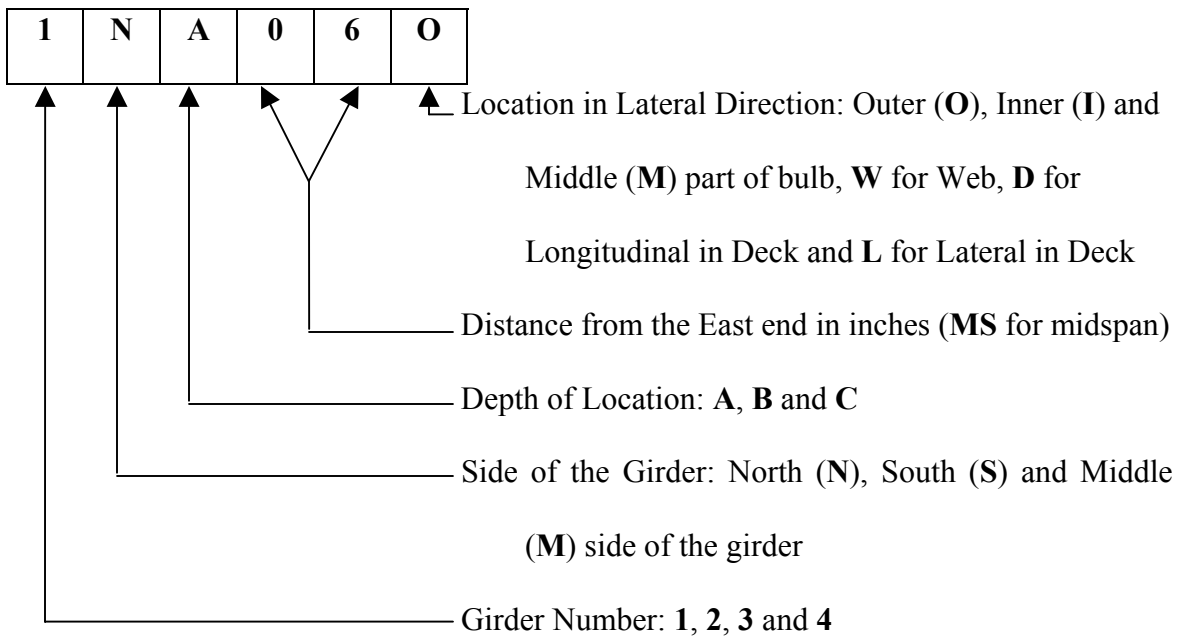 1 N A 0 6 O
Location in Lateral Direction: Outer (O), Inner (I) and
Middle (M) part of bulb, W for Web, D for
Longitudinal in Deck and L for Lateral in Deck
Distance from the East end in inches (MS for midspan)
Depth of Location: A, B and C
Side of the Girder: North (N), South (S) and Middle
(M) side of the girder
Girder Number: 1, 2, 3 and 4